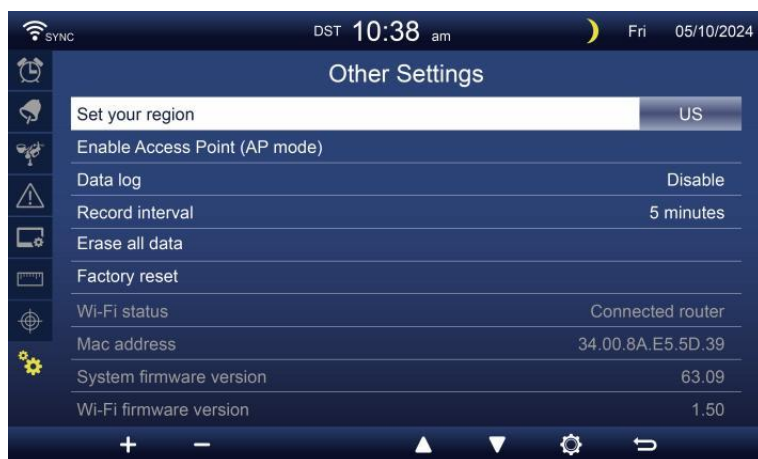 SYNC DST 10:38 am Fri 05/10/2024
Other Settings
Set your region US
Enable Access Point (AP mode)
Data log Disable
Record interval 5 minutes
Erase all data
Factory reset
Wi-Fi status Connected router
Mac address 34.00.8A.E5.5D.39
System firmware version 63.09
Wi-Fi firmware version 1.50